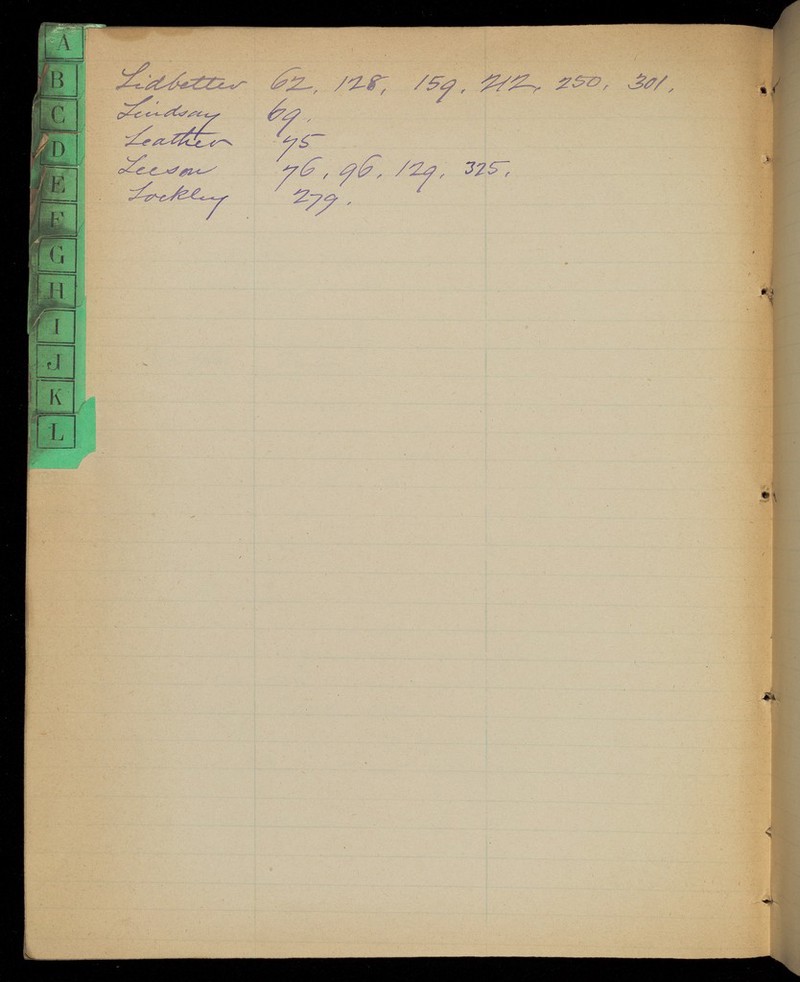 A
B
C
D
E
F
G
H
I
J
K
L
Lidbetter 62, 128, 159, 212, 250, 301,
Lindsay 69.
Leather 75
Leeson 76, 96, 129, 325,
Lockley 279.